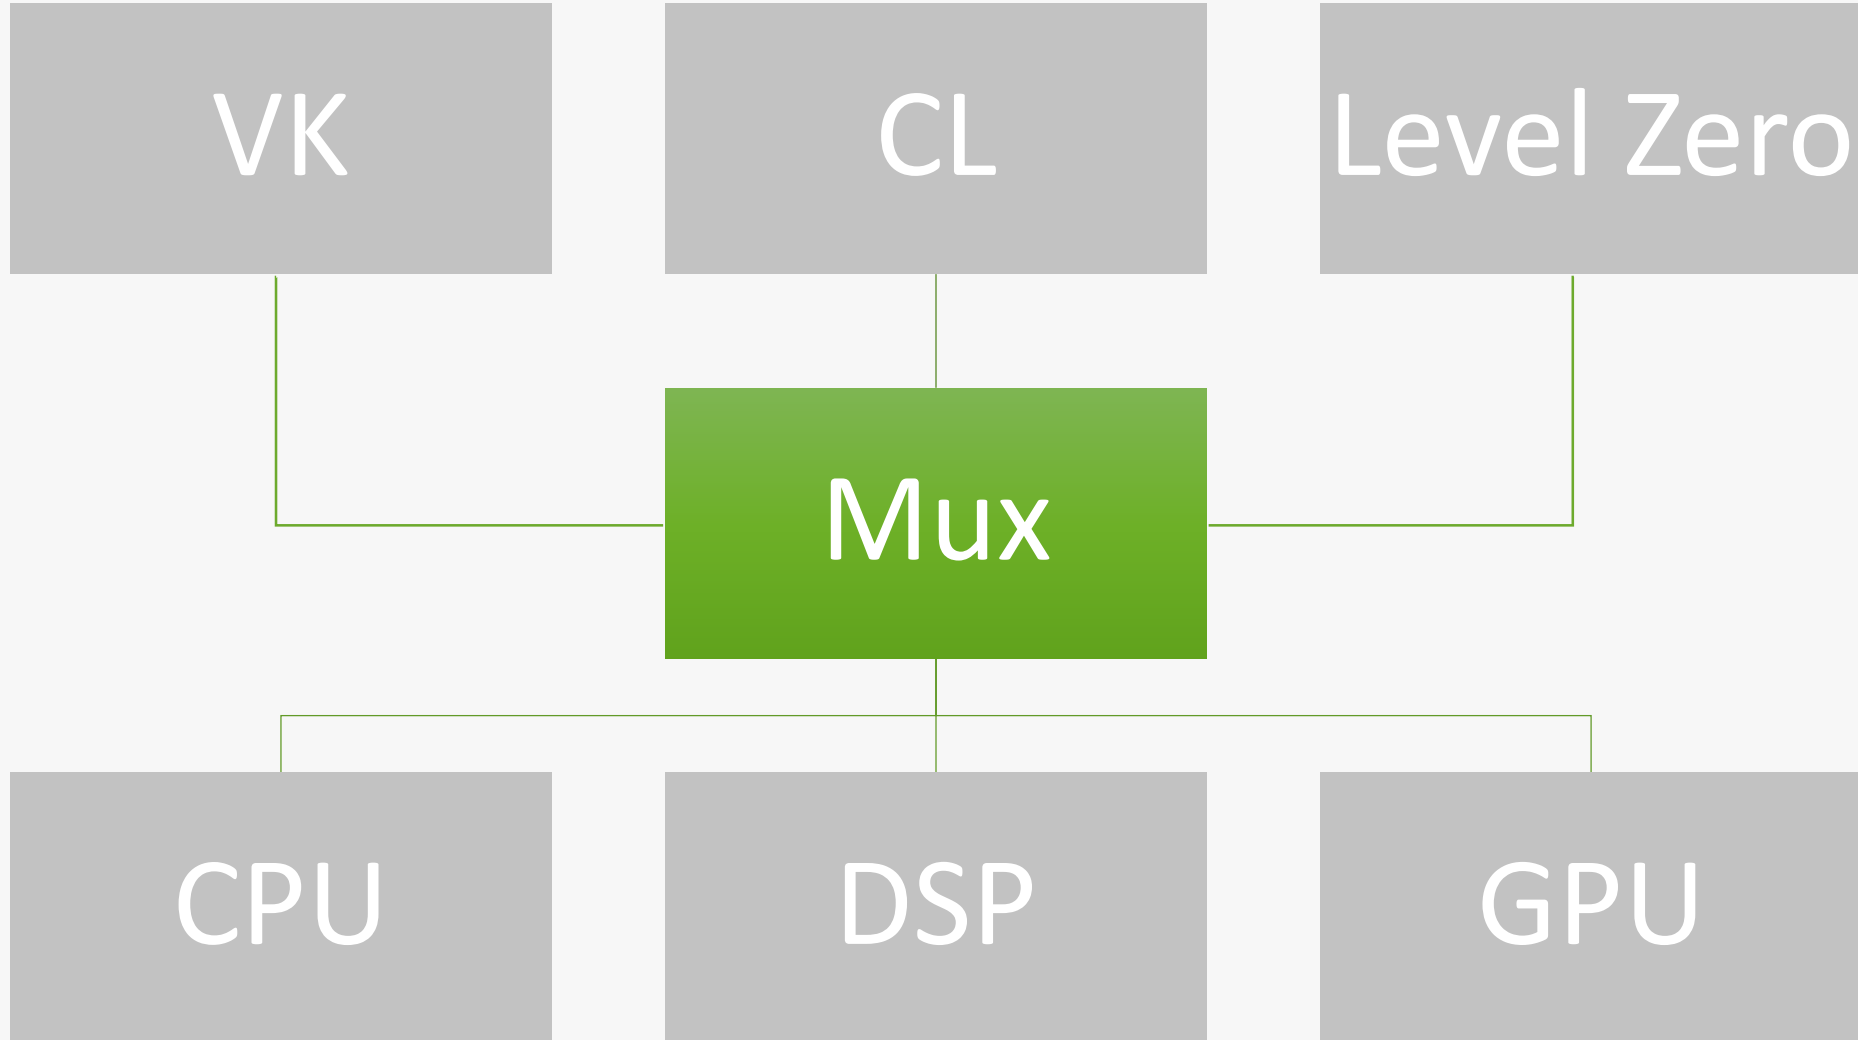 VK
CL
Level Zero
Mux
CPU
DSP
GPU